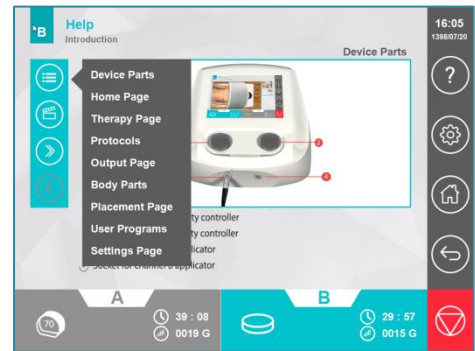 B
Help
Introduction
16:05
1398/07/20
Device Parts
Device Parts
Home Page
Therapy Page
Protocols
Output Page
Body Parts
Placement Page
User Programs
Settings Page
?
2
4
ty controller
ty controller
licator
Socket for channel B applicator
A
70
39 : 08
0019 G
B
29 : 57
0015 G